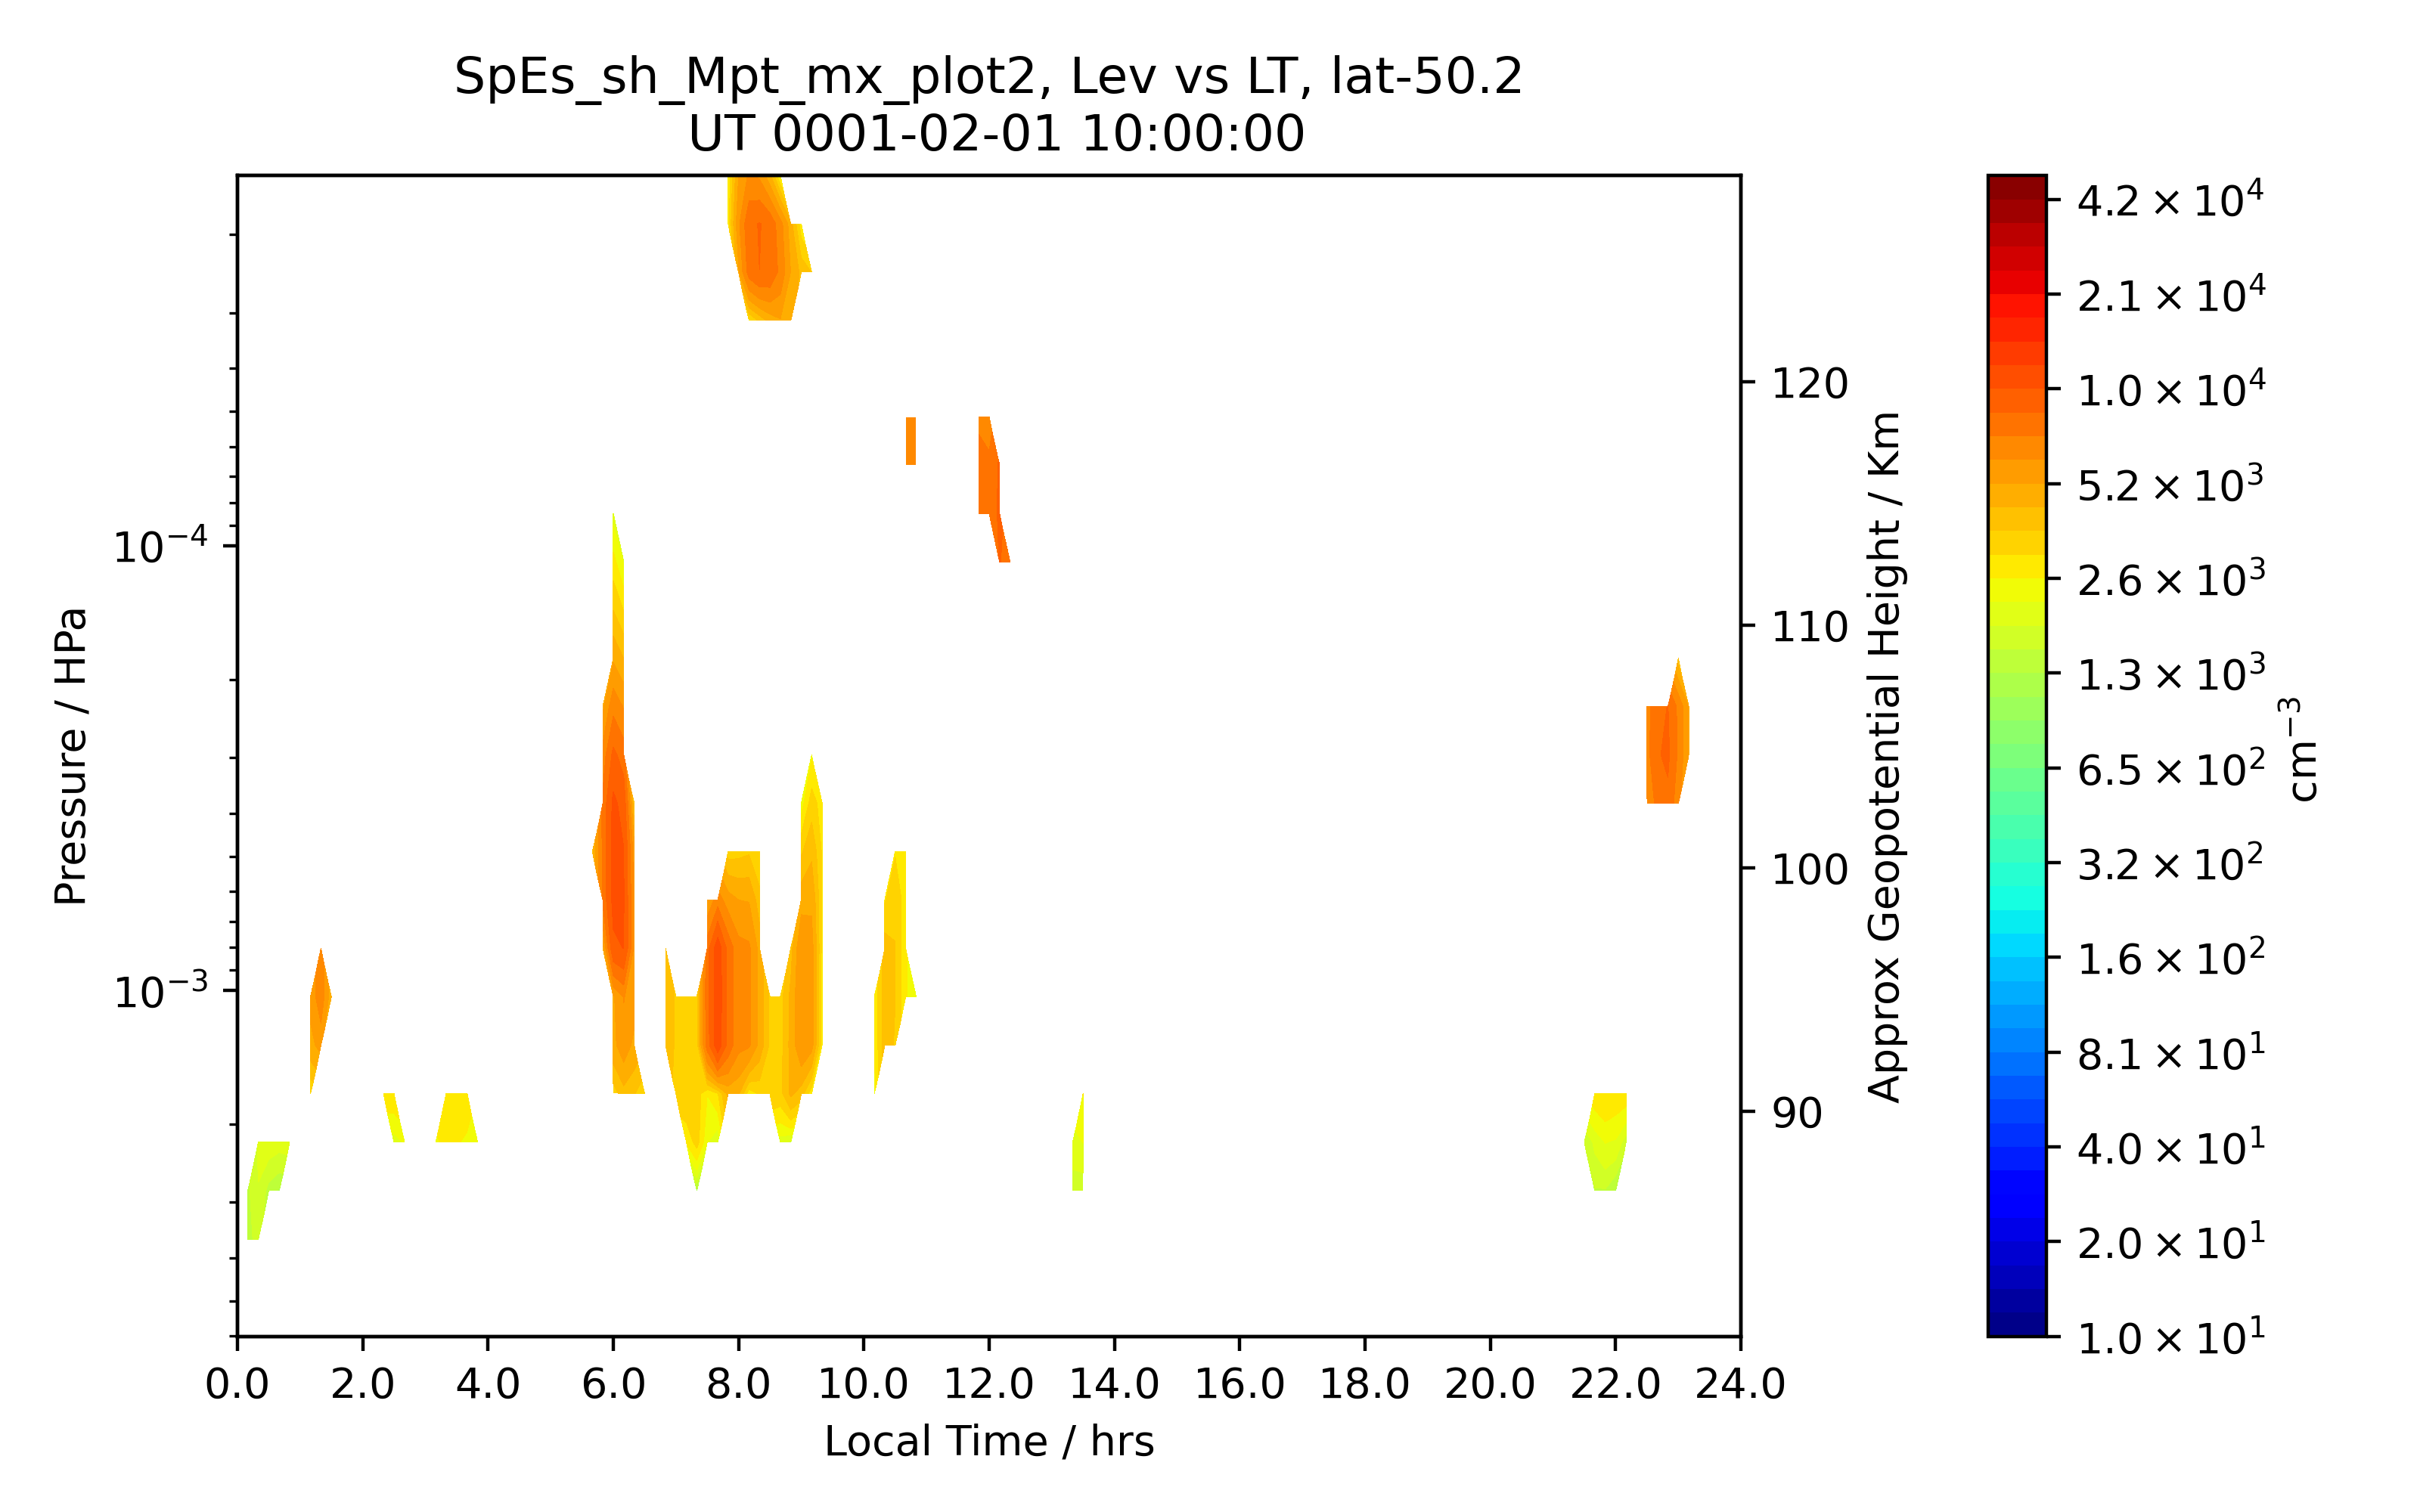 SpEs_sh_Mpt_mx_plot2, Lev vs LT, lat-50.2
UT 0001-02-01 10:00:00
Pressure / HPa
10⁻⁴
10⁻³
0.0 2.0 4.0 6.0 8.0 10.0 12.0 14.0 16.0 18.0 20.0 22.0 24.0
Local Time / hrs
120
110
100
90
Approx Geopotential Height / Km
4.2 × 10⁴
2.1 × 10⁴
1.0 × 10⁴
5.2 × 10³
2.6 × 10³
1.3 × 10³
6.5 × 10²
3.2 × 10²
1.6 × 10²
8.1 × 10¹
4.0 × 10¹
2.0 × 10¹
1.0 × 10¹
cm⁻³